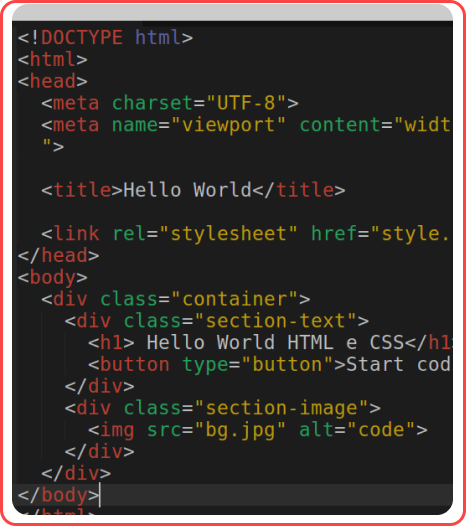 <!DOCTYPE html>
<html>
<head>
<meta charset="UTF-8">
<meta name="viewport" content="widt
">
<title>Hello World</title>
<link rel="stylesheet" href="style.
</head>
<body>
<div class="container">
<div class="section-text">
<h1> Hello World HTML e CSS</h1>
<button type="button">Start cod
</div>
<div class="section-image">
<img src="bg.jpg" alt="code">
</div>
</div>
</body>
</html>